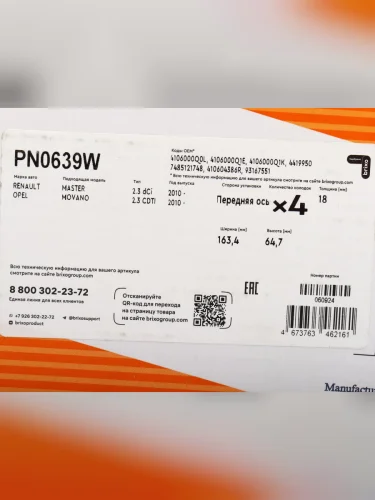 PN0639W
Коды ОЕМ*
4106000Q0L, 4106000Q1E, 4106000Q1K, 4419950
7485121748, 410604386R, 93167551
* Всю техническую информацию для вашего артикула смотрите на сайте brixogroup.com
brixo
Марка авто Подходящая модель Тип Год выпуска Сторона установки Количество колодок Толщина (мм)
RENAULT MASTER 2.3 dCi 2010 - Передняя ось x4 18
OPEL MOVANO 2.3 CDTI 2010 -
Ширина (мм) Высота (мм)
163,4 64,7
Всю техническую информацию для вашего артикула
смотрите на сайте brixogroup.com
8 800 302-23-72
Единая линия для всех клиентов
+7 926 302-22-72 @brixosupport
@brixoproduct
Отсканируйте
QR-код для перехода
на страницу товара
на сайте brixogroup.com
EAC
Номер партии
060924
4 673763 462161
Manufactu